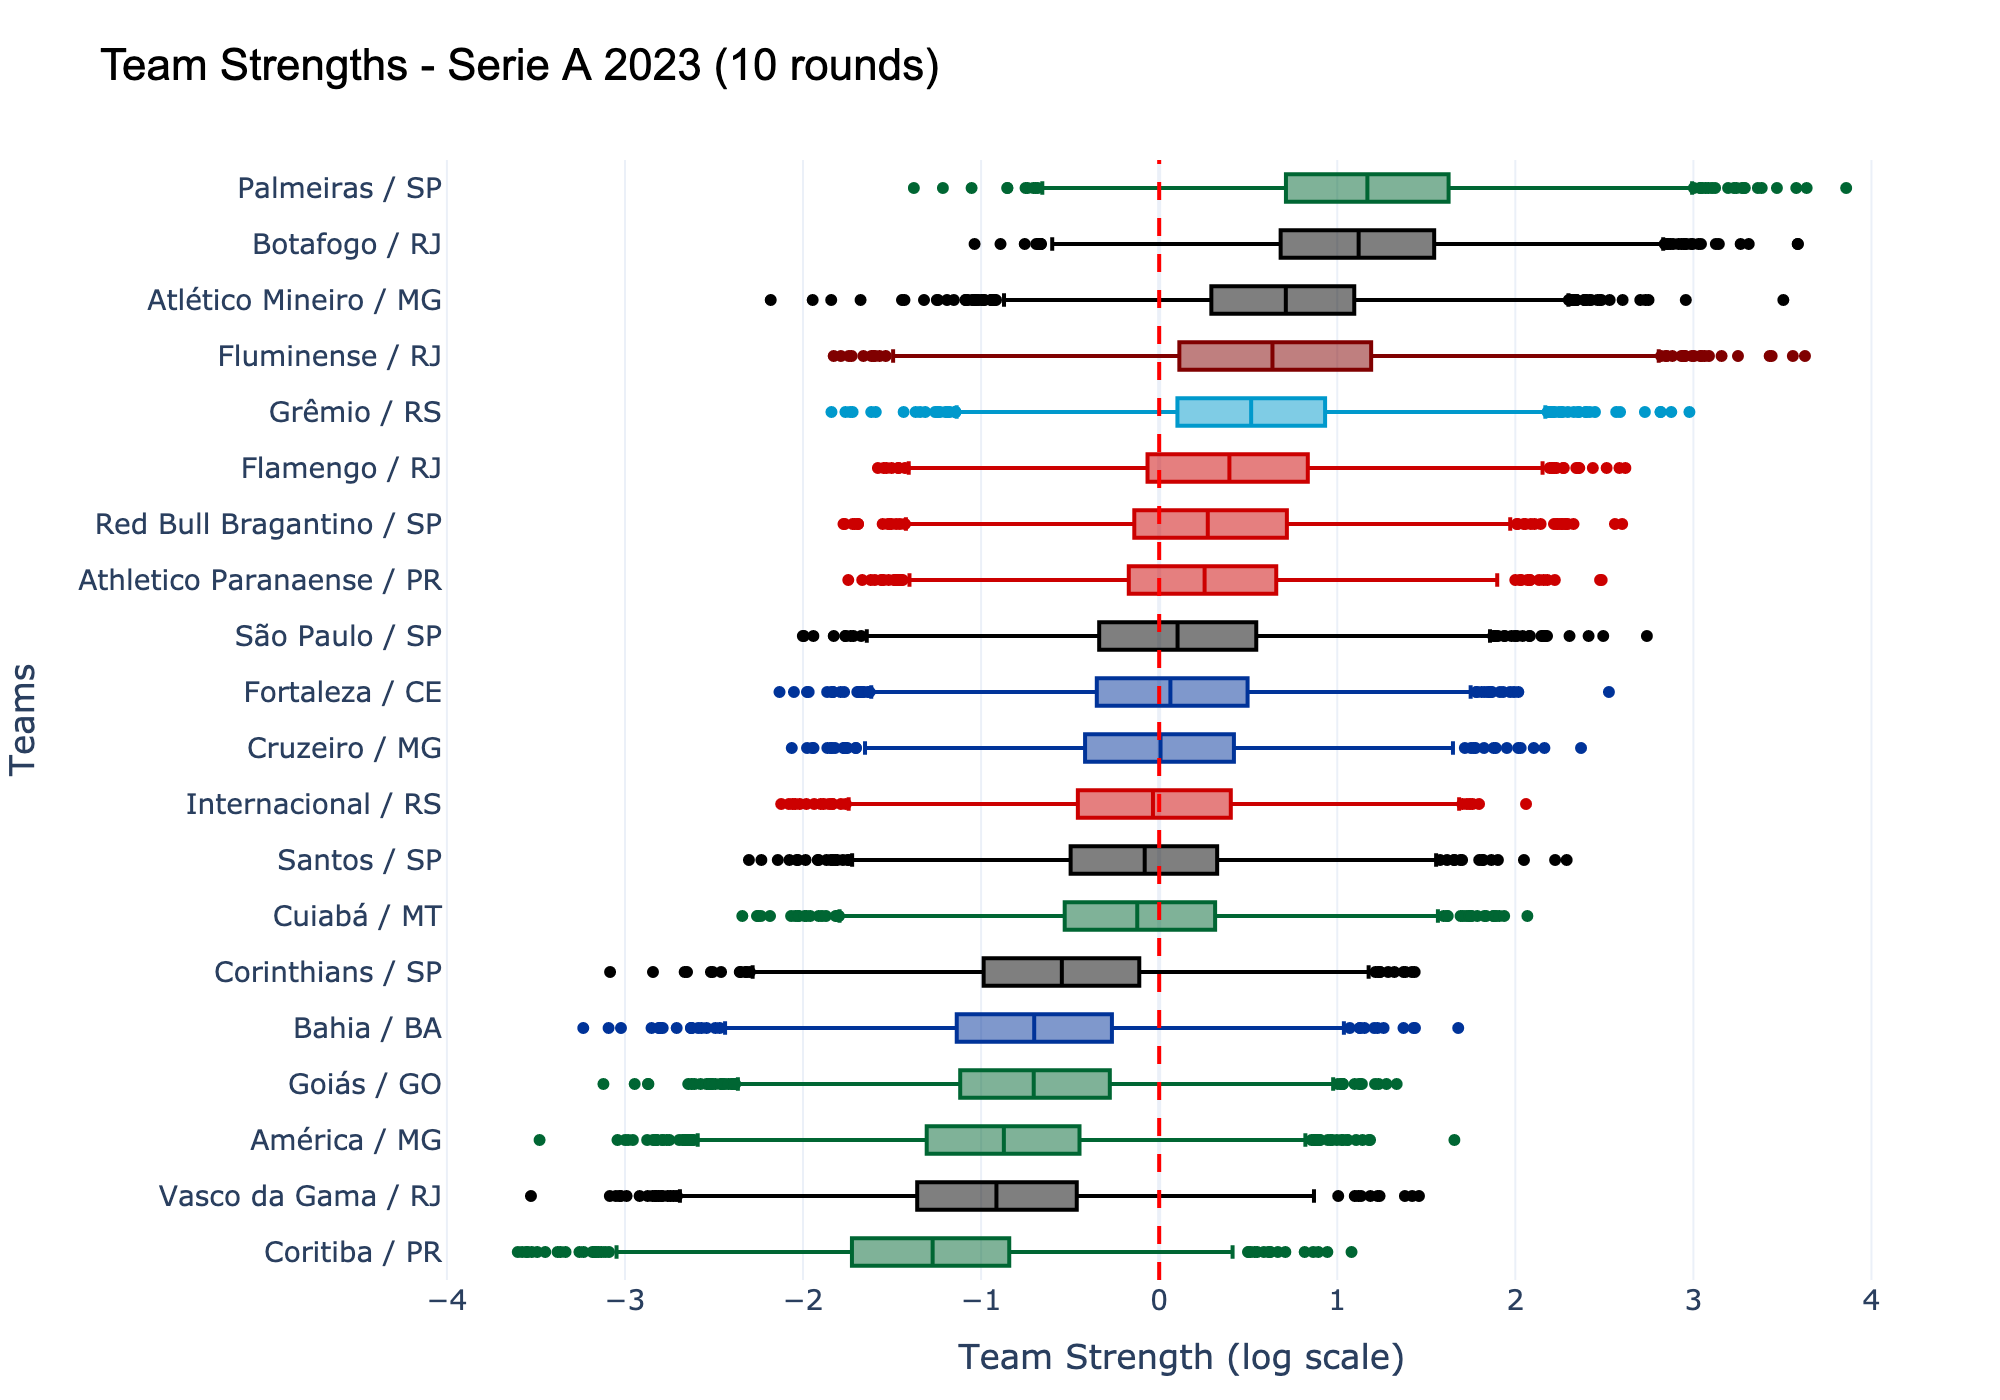 Team Strengths - Serie A 2023 (10 rounds)
Teams
Palmeiras / SP
Botafogo / RJ
Atlético Mineiro / MG
Fluminense / RJ
Grêmio / RS
Flamengo / RJ
Red Bull Bragantino / SP
Athletico Paranaense / PR
São Paulo / SP
Fortaleza / CE
Cruzeiro / MG
Internacional / RS
Santos / SP
Cuiabá / MT
Corinthians / SP
Bahia / BA
Goiás / GO
América / MG
Vasco da Gama / RJ
Coritiba / PR
−4 −3 −2 −1 0 1 2 3 4
Team Strength (log scale)